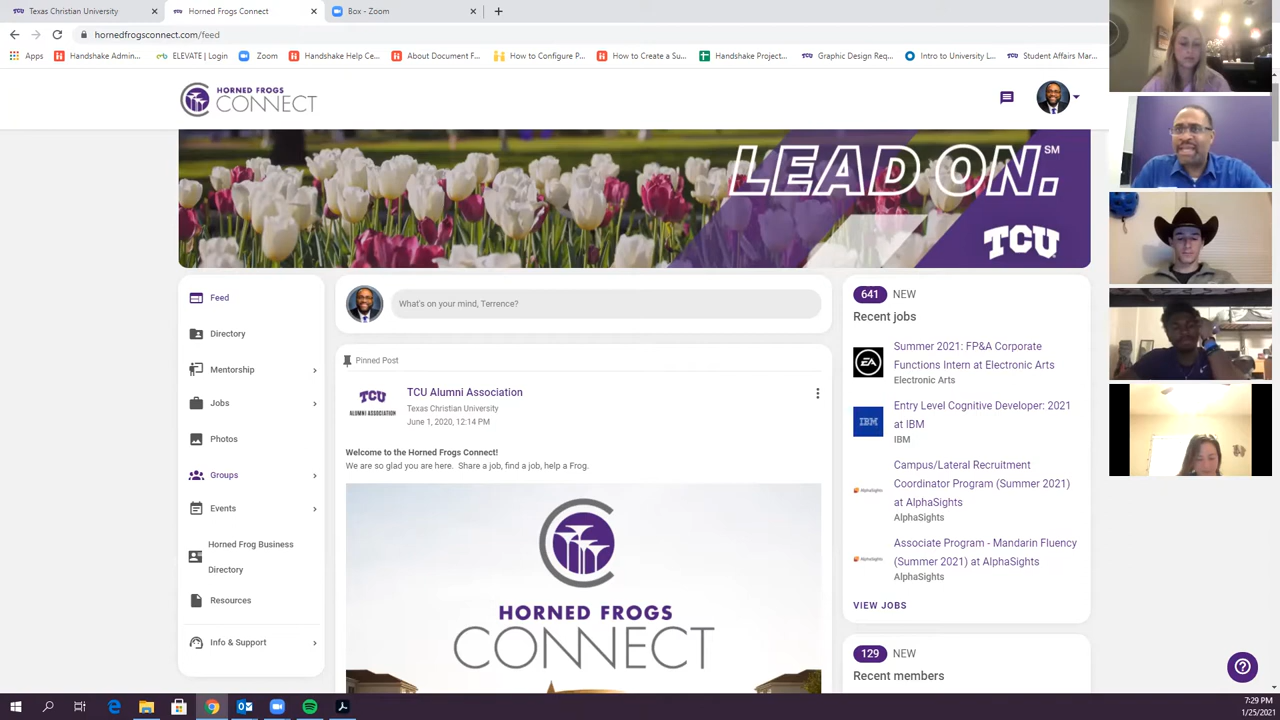 Texas Christian University
Horned Frogs Connect
Box - Zoom
hornedfrogsconnect.com/feed
Apps
Handshake Admin...
ELEVATE | Login
Zoom
Handshake Help Ce...
About Document F...
How to Configure P...
How to Create a Su...
Handshake Project...
Graphic Design Req...
Intro to University L...
Student Affairs Mar...
HORNED FROGS
CONNECT
LEAD ON.℠
TCU
Feed
Directory
Mentorship
Jobs
Photos
Groups
Events
Horned Frog Business
Directory
Resources
Info & Support
What's on your mind, Terrence?
Pinned Post
TCU
ALUMNI ASSOCIATION
TCU Alumni Association
Texas Christian University
June 1, 2020, 12:14 PM
Welcome to the Horned Frogs Connect!
We are so glad you are here. Share a job, find a job, help a Frog.
HORNED FROGS
CONNECT
641 NEW
Recent jobs
EA
Summer 2021: FP&A Corporate
Functions Intern at Electronic Arts
Electronic Arts
IBM
Entry Level Cognitive Developer: 2021
at IBM
IBM
AlphaSights
Campus/Lateral Recruitment
Coordinator Program (Summer 2021)
at AlphaSights
AlphaSights
AlphaSights
Associate Program - Mandarin Fluency
(Summer 2021) at AlphaSights
AlphaSights
VIEW JOBS
129 NEW
Recent members
7:29 PM
1/25/2021